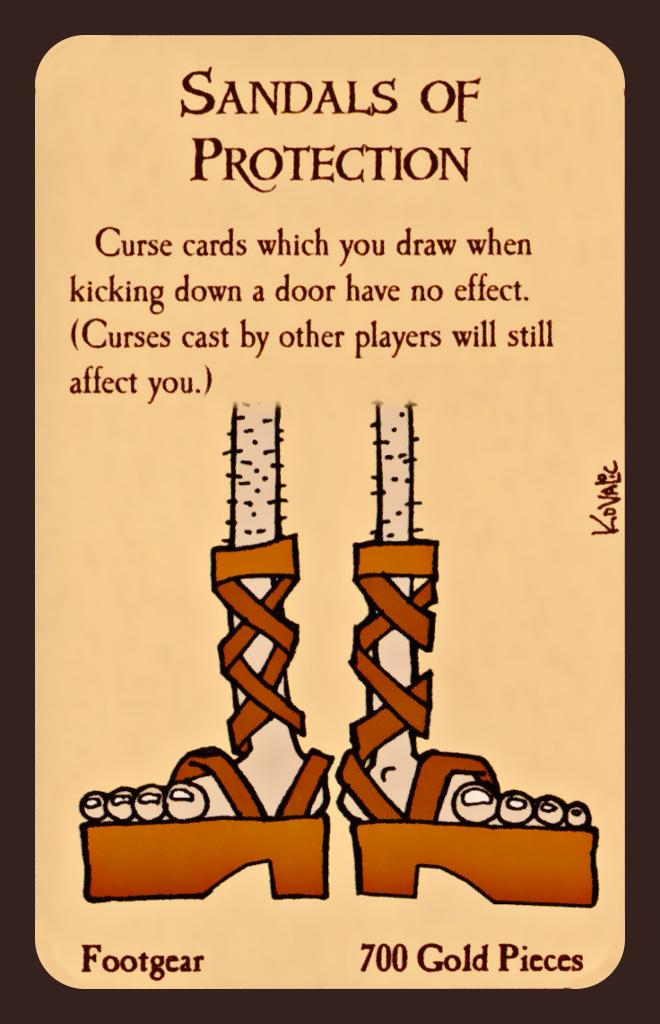 Sandals of
Protection
Curse cards which you draw when
kicking down a door have no effect.
(Curses cast by other players will still
affect you.)
Kovalic
Footgear 700 Gold Pieces